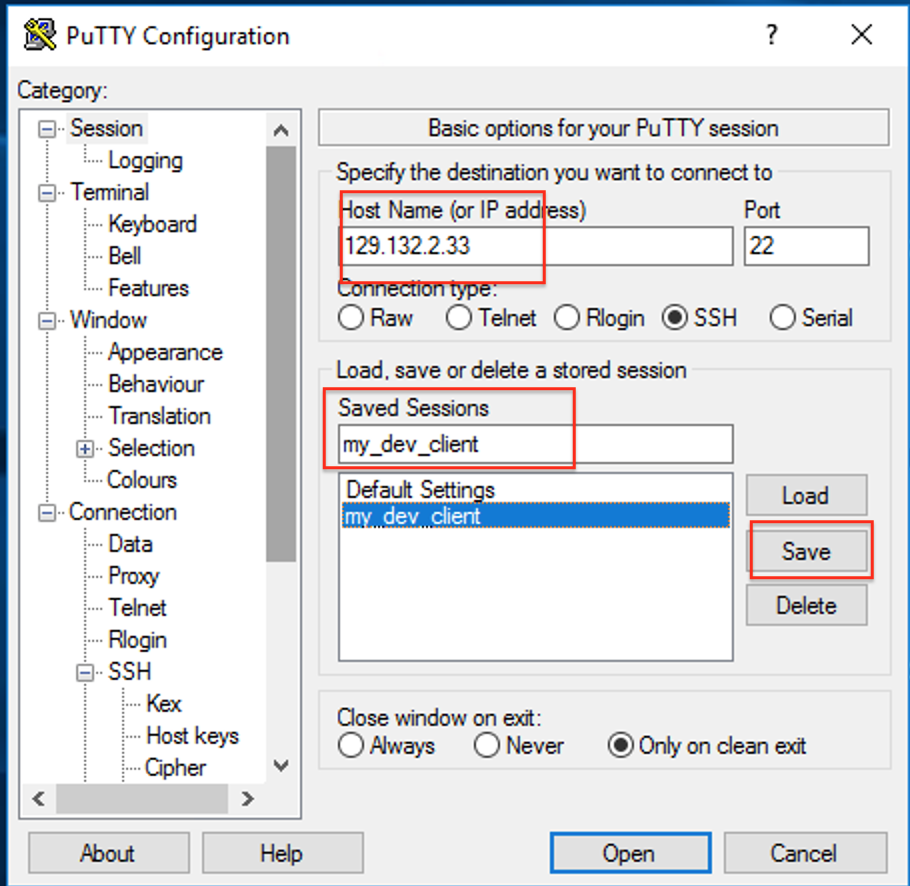 PuTTY Configuration
?
Category:
Session
Logging
Terminal
Keyboard
Bell
Features
Window
Appearance
Behaviour
Translation
Selection
Colours
Connection
Data
Proxy
Telnet
Rlogin
SSH
Kex
Host keys
Cipher
Basic options for your PuTTY session
Specify the destination you want to connect to
Host Name (or IP address) Port
129.132.2.33 22
Connection type:
Raw Telnet Rlogin SSH Serial
Load, save or delete a stored session
Saved Sessions
my_dev_client
Default Settings
my_dev_client
Load
Save
Delete
Close window on exit:
Always Never Only on clean exit
About Help Open Cancel